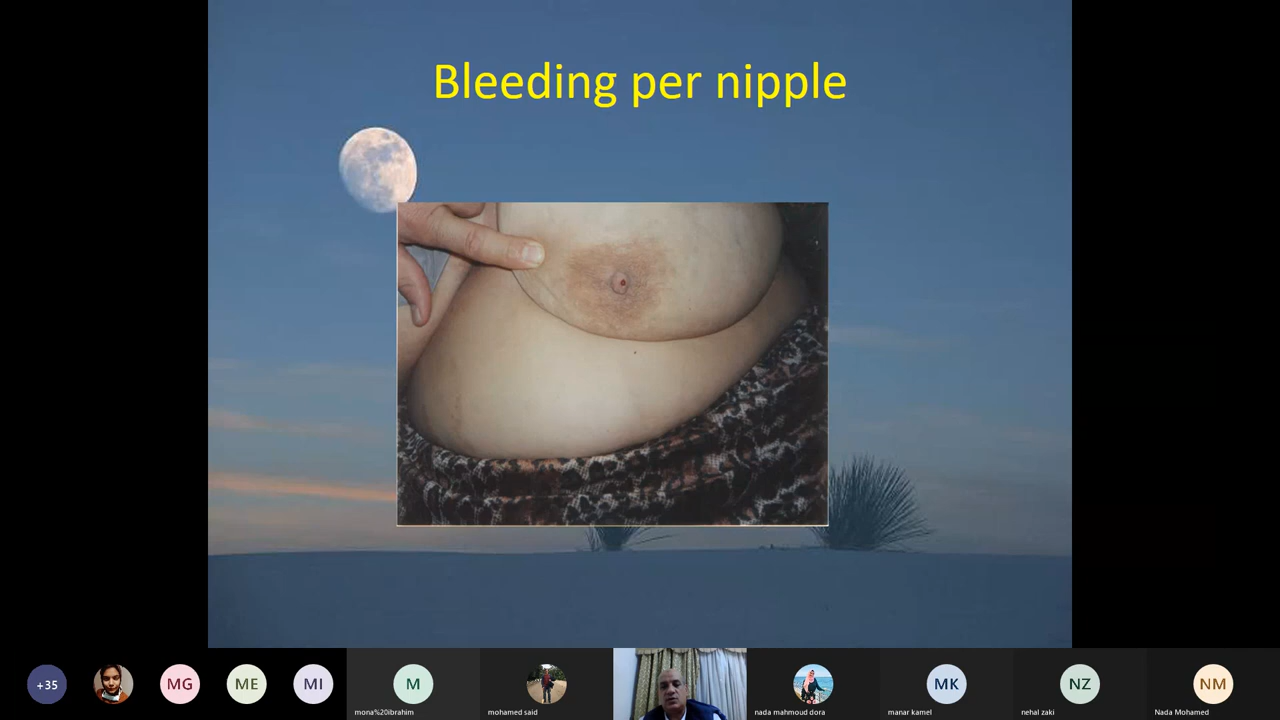 Bleeding per nipple
+35
MG
ME
MI
M
MK
NZ
NM
mona%20ibrahim
mohamed said
nada mahmoud dora
manar kamel
nehal zaki
Nada Mohamed